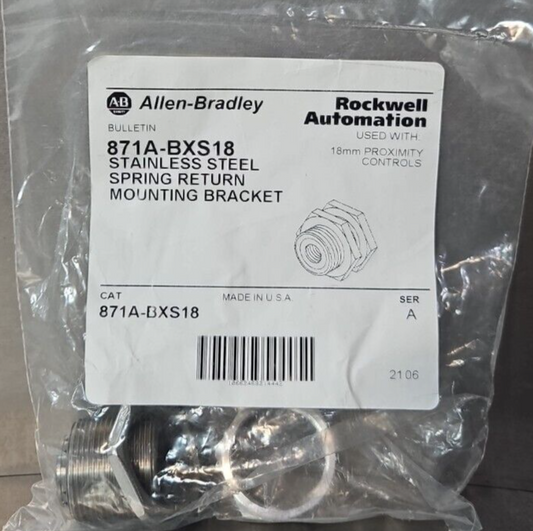 AB Allen-Bradley
Rockwell
Automation
BULLETIN
871A-BXS18
STAINLESS STEEL
SPRING RETURN
MOUNTING BRACKET
USED WITH
18mm PROXIMITY
CONTROLS
CAT
871A-BXS18
MADE IN U.S.A.
SER
A
2106